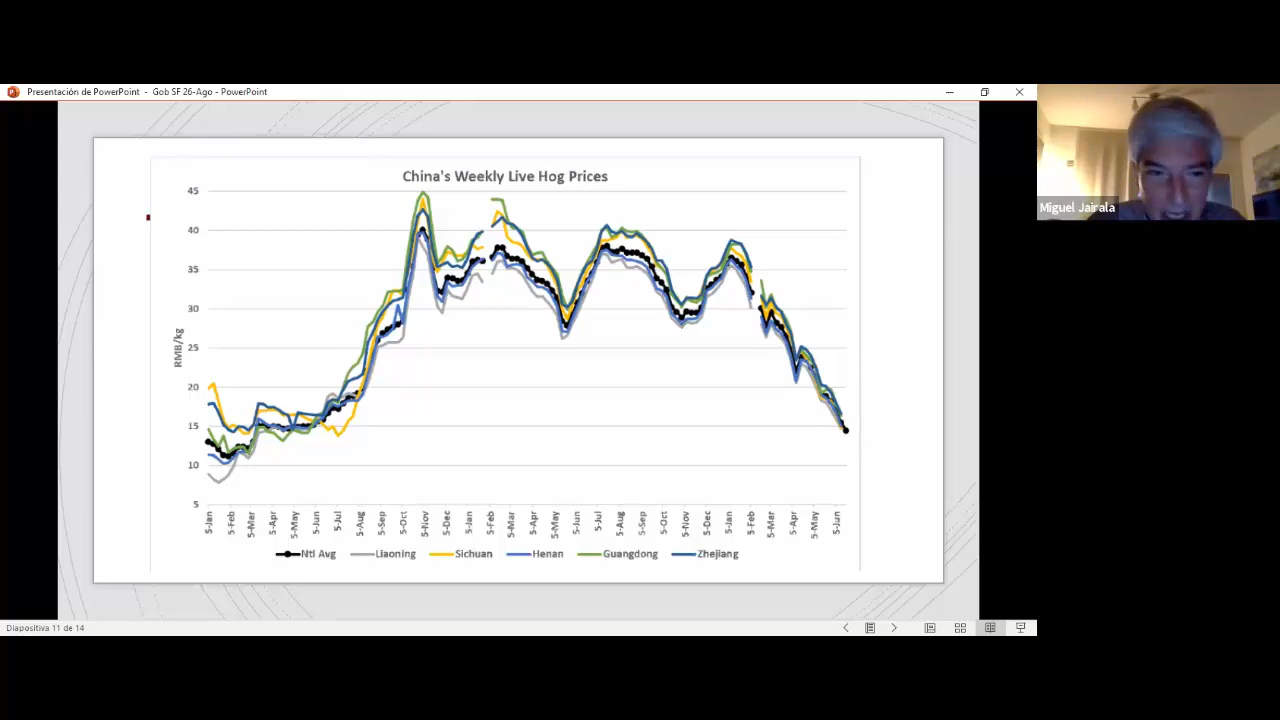 Presentación de PowerPoint - Gob SF 26-Ago - PowerPoint
Miguel Jairala
China's Weekly Live Hog Prices
RMB/kg
45
40
35
30
25
20
15
10
5
5-Jan 5-Feb 5-Mar 5-Apr 5-May 5-Jun 5-Jul 5-Aug 5-Sep 5-Oct 5-Nov 5-Dec 5-Jan 5-Feb 5-Mar 5-Apr 5-May 5-Jun 5-Jul 5-Aug 5-Sep 5-Oct 5-Nov 5-Dec 5-Jan 5-Feb 5-Mar 5-Apr 5-May 5-Jun
Ntl Avg Liaoning Sichuan Henan Guangdong Zhejiang
Diapositiva 11 de 14